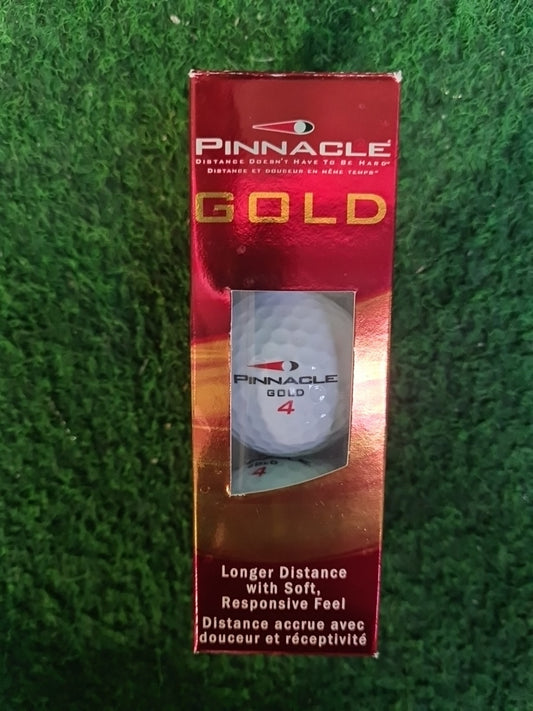 PINNACLE
DISTANCE DOESN'T HAVE TO BE HARD
DISTANCE ET DOUCEUR EN MÊME TEMPS
GOLD
PINNACLE
GOLD
4
GOLD
4
Longer Distance
with Soft,
Responsive Feel
Distance accrue avec
douceur et réceptivité